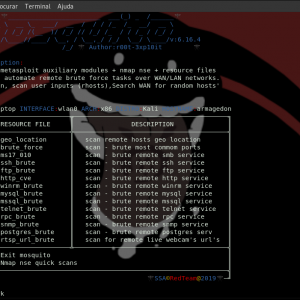 ocurar Terminal Ajuda
/v:0.16.4
Author:r00t-3xp10it
ption:
metasploit auxiliary modules + nmap nse + resource files
automate remote brute force tasks over WAN/LAN networks.
n, scan user inputs (rhosts),Search WAN for random hosts'
ptop INTERFACE wlan0 ARCH x86 Kali armagedon
RESOURCE FILE DESCRIPTION
geo_location scan remote hosts geo location
brute_force scan - brute most commom ports
ms17_010 scan - brute remote smb service
ssh_brute scan - brute remote ssh service
ftp_brute scan - brute remote ftp service
http_cve scan - brute remote http service
winrm_brute scan - brute remote winrm service
mysql_brute scan - brute remote mysql service
mssql_brute scan - brute remote mssql service
telnet_brute scan - brute remote telnet service
rpc_brute scan - brute remote rpc service
snmp_brute scan - brute remote snmp service
postgres_brute scan - brute remote postgres serv
rtsp_url_brute scan for remote live webcam's url's
Exit mosquito
Nmap nse quick scans
SSA©RedTeam©2019